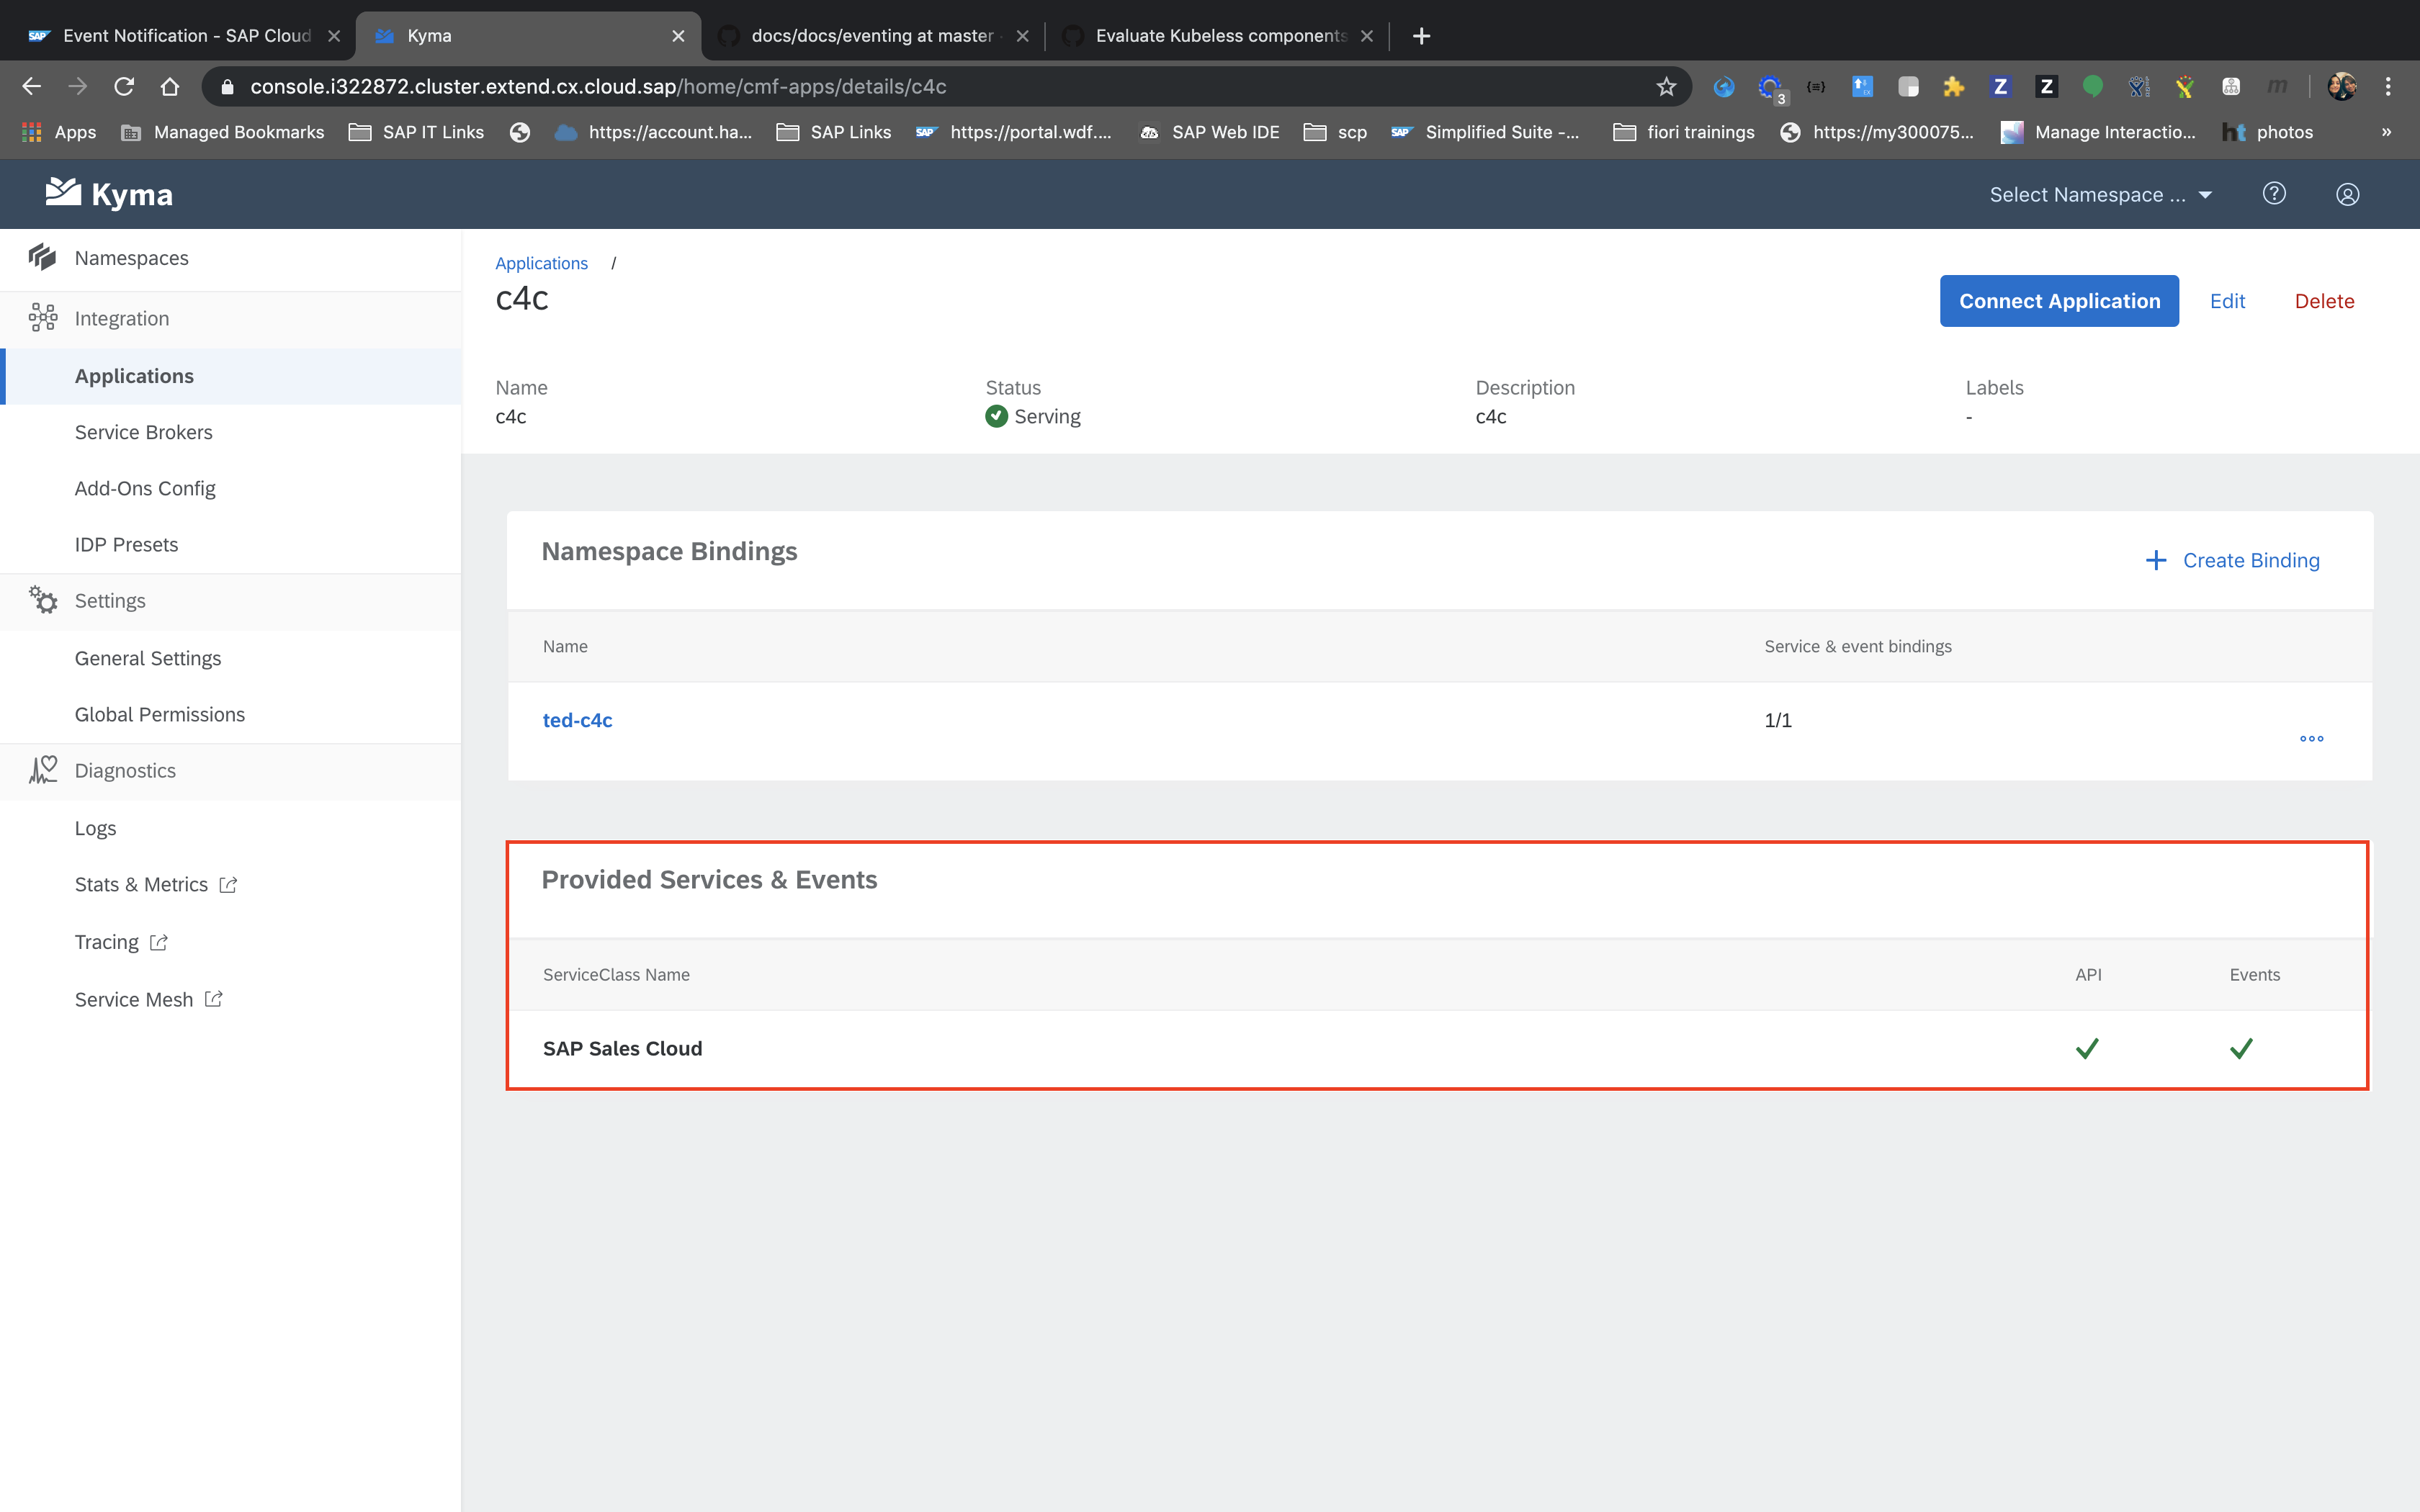 Event Notification - SAP Cloud
Kyma
docs/docs/eventing at master
Evaluate Kubeless components
console.i322872.cluster.extend.cx.cloud.sap/home/cmf-apps/details/c4c
3
Z
Z
m
Apps
Managed Bookmarks
SAP IT Links
https://account.ha...
SAP Links
SAP
https://portal.wdf....
SAP Web IDE
scp
SAP
Simplified Suite -...
fiori trainings
https://my300075...
Manage Interactio...
ht
photos
»
Kyma
Select Namespace ...
?
Namespaces
Integration
Applications
Service Brokers
Add-Ons Config
IDP Presets
Settings
General Settings
Global Permissions
Diagnostics
Logs
Stats & Metrics
Tracing
Service Mesh
Applications /
c4c
Connect Application
Edit
Delete
Name
c4c
Status
Serving
Description
c4c
Labels
-
Namespace Bindings
+ Create Binding
Name
Service & event bindings
ted-c4c
1/1
Provided Services & Events
ServiceClass Name
API
Events
SAP Sales Cloud